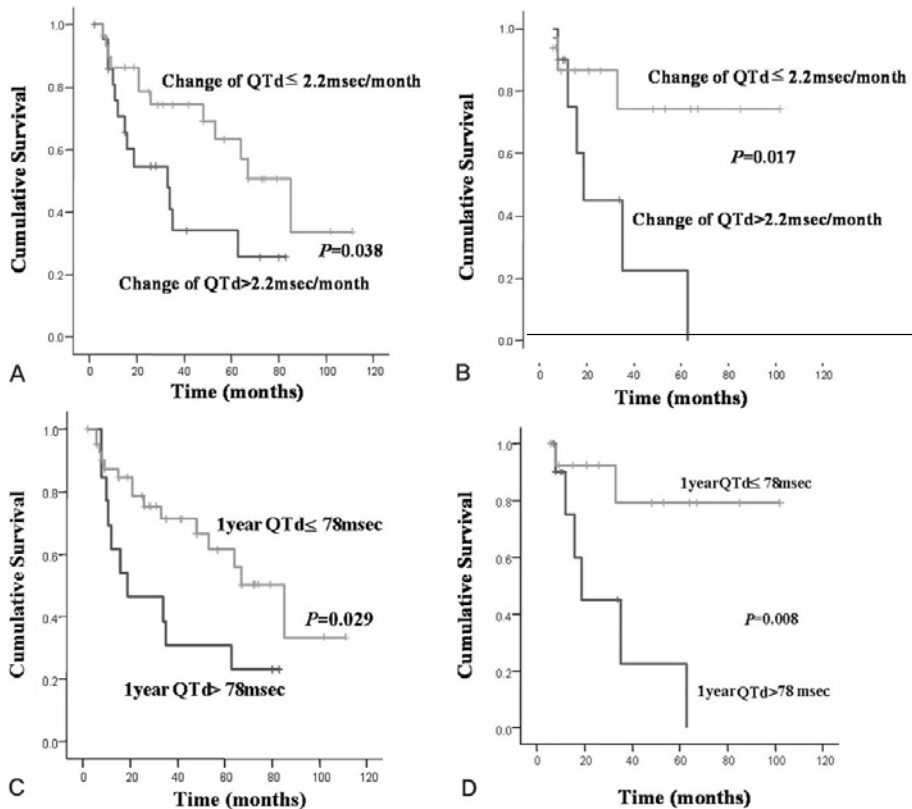 1.0
0.8
0.6
0.4
0.2
0.0
Cumulative Survival
Change of QTd≤ 2.2msec/month
P=0.038
Change of QTd>2.2msec/month
0 20 40 60 80 100 120
Time (months)
A
1.0
0.8
0.6
0.4
0.2
0.0
Cumulative Survival
Change of QTd ≤ 2.2msec/month
P=0.017
Change of QTd>2.2msec/month
0 20 40 60 80 100 120
Time (months)
B
1.0
0.8
0.6
0.4
0.2
0.0
Cumulative Survival
1year QTd≤ 78msec
P=0.029
1year QTd> 78msec
0 20 40 60 80 100 120
Time (months)
C
1.0
0.8
0.6
0.4
0.2
0.0
Cumulative Survival
1yearQTd≤ 78msec
P=0.008
1yearQTd>78 msec
0 20 40 60 80 100 120
Time (months)
D